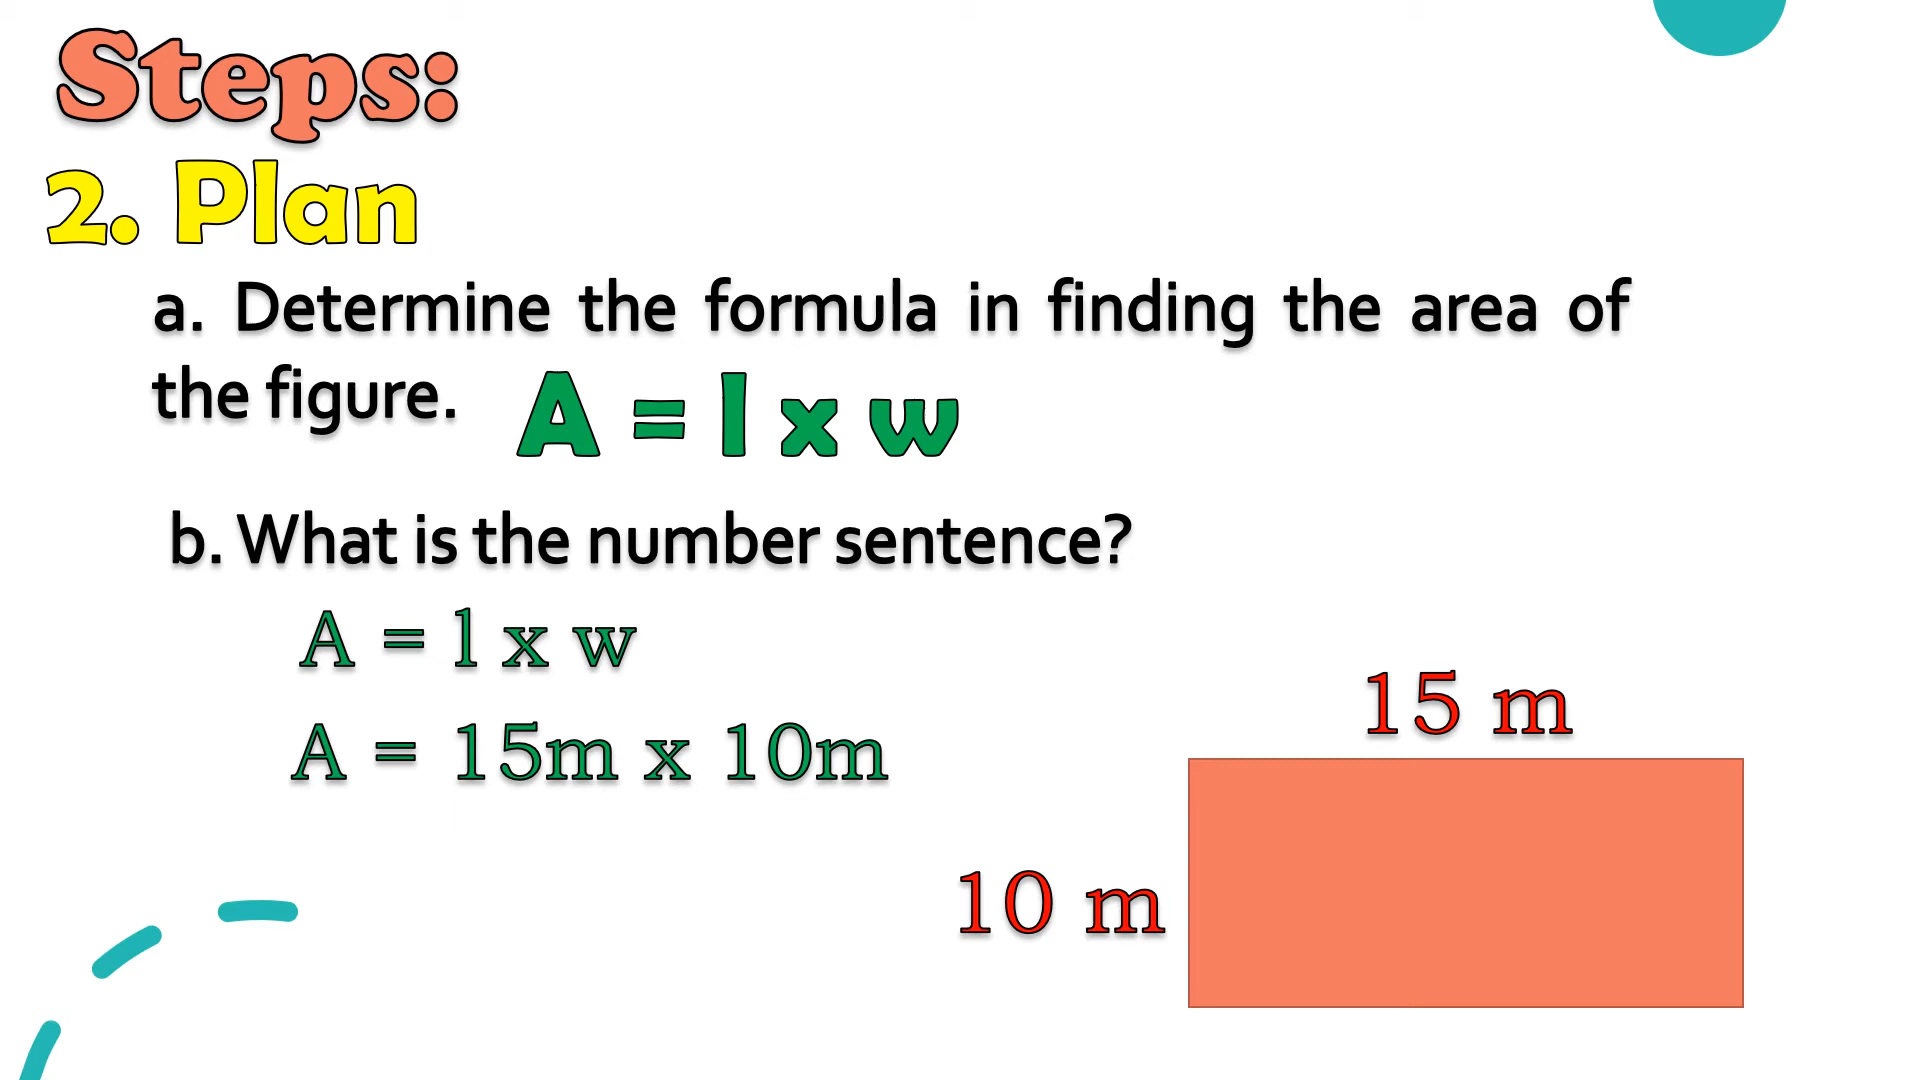 Steps:
2. Plan
a. Determine the formula in finding the area of
the figure. A = l x w
b. What is the number sentence?
A = l x w
A = 15m x 10m
15 m
10 m